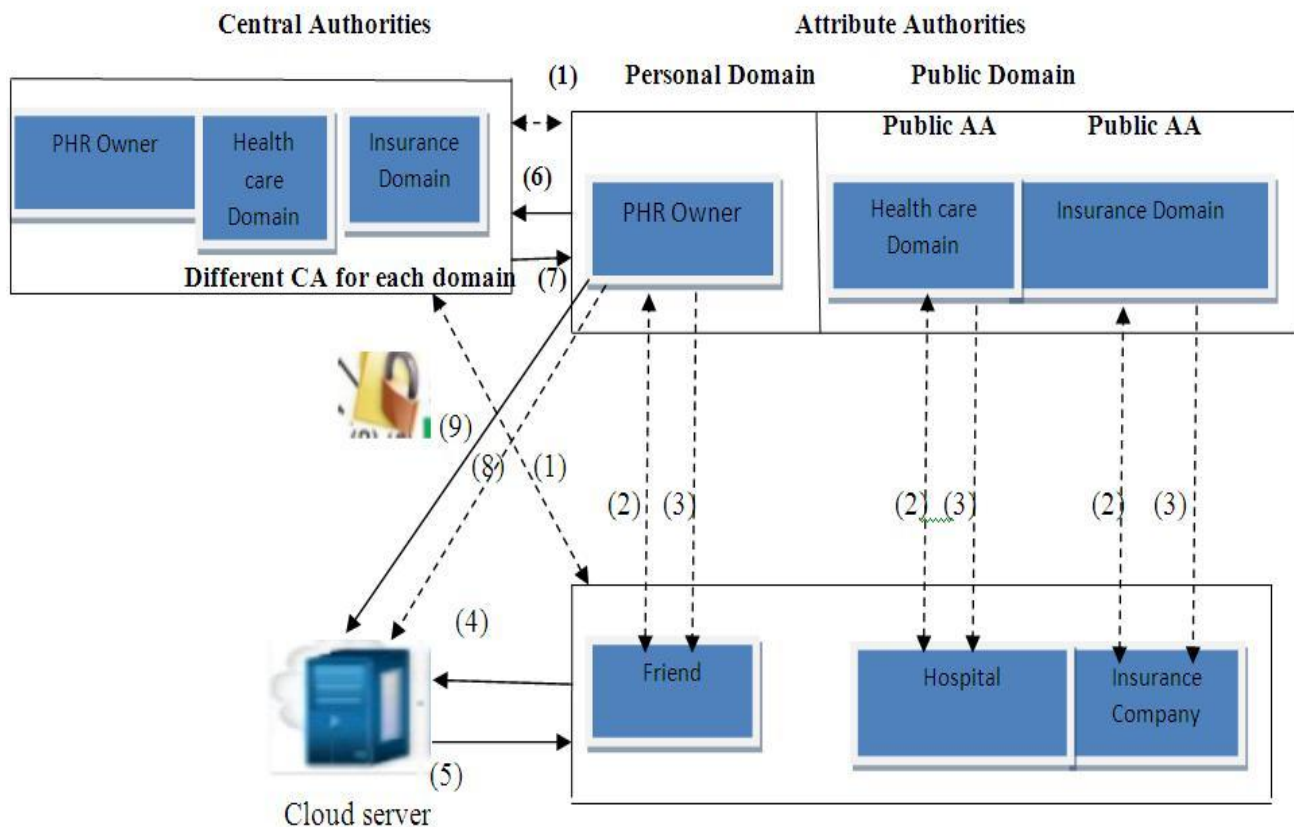 Central Authorities
Attribute Authorities
(1)
Personal Domain
Public Domain
Public AA
Public AA
PHR Owner
Health
care
Domain
Insurance
Domain
(6)
PHR Owner
Health care
Domain
Insurance Domain
Different CA for each domain
(7)
(9)
(8)
(1)
(2)
(3)
(2)
(3)
(2)
(3)
(4)
Friend
Hospital
Insurance
Company
(5)
Cloud server